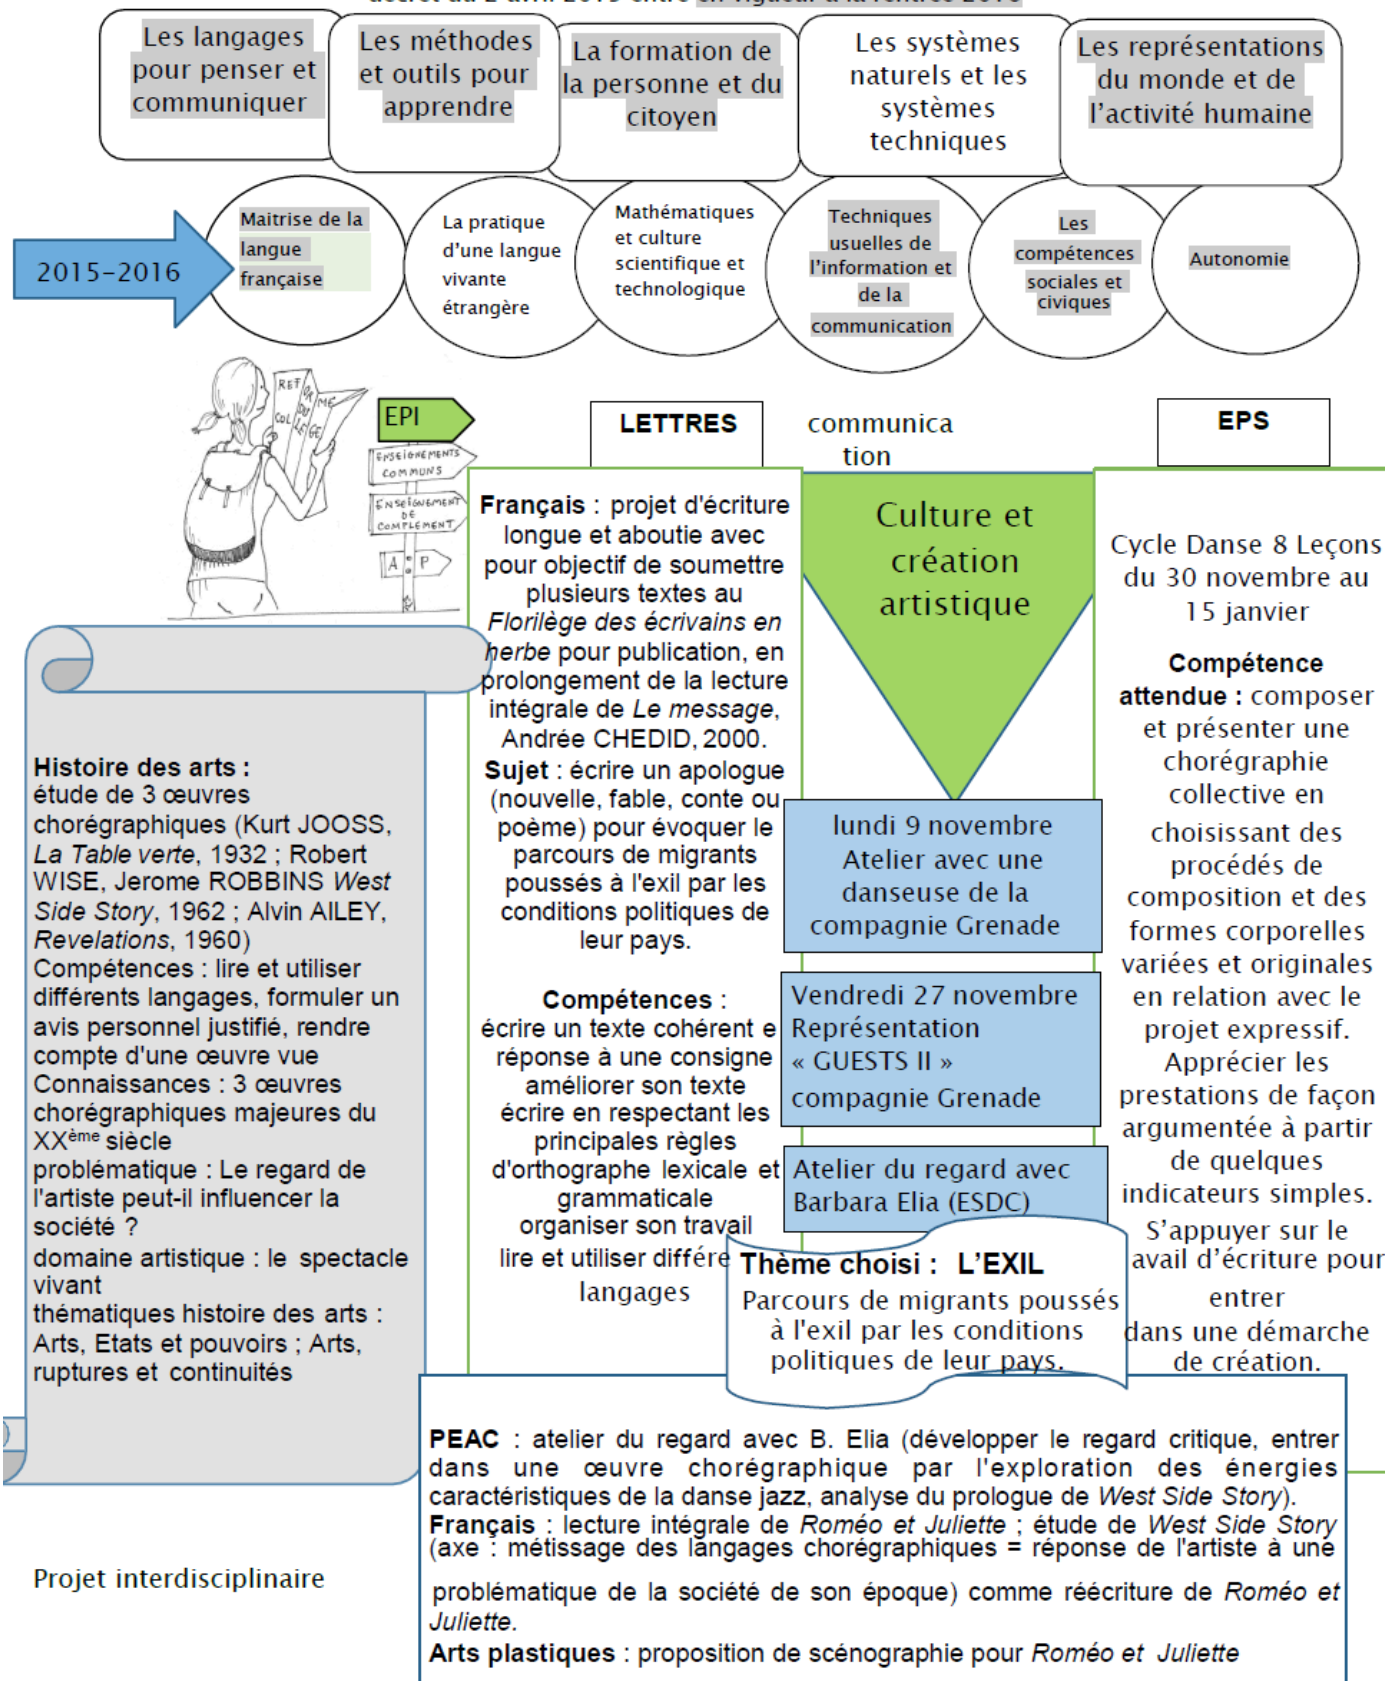 décret du 2 avril 2015 entre en vigueur à la rentrée 2016
Les langages
pour penser et
communiquer
Les méthodes
et outils pour
apprendre
La formation de
la personne et du
citoyen
Les systèmes
naturels et les
systèmes
techniques
Les représentations
du monde et de
l'activité humaine
2015-2016
Maitrise de la
langue
française
La pratique
d'une langue
vivante
étrangère
Mathématiques
et culture
scientifique et
technologique
Techniques
usuelles de
l'information et
de la
communication
Les
compétences
sociales et
civiques
Autonomie
REF OR ME
COL DU LE GE
EPI
ENSEIGNEMENTS
COMMUNS
ENSEIGNEMENT
DE
COMPLEMENT
A P
LETTRES
communica
tion
EPS
Français : projet d'écriture
longue et aboutie avec
pour objectif de soumettre
plusieurs textes au
Florilège des écrivains en
herbe pour publication, en
prolongement de la lecture
intégrale de Le message,
Andrée CHEDID, 2000.
Sujet : écrire un apologue
(nouvelle, fable, conte ou
poème) pour évoquer le
parcours de migrants
poussés à l'exil par les
conditions politiques de
leur pays.
Compétences :
écrire un texte cohérent e
réponse à une consigne
améliorer son texte
écrire en respectant les
principales règles
d'orthographe lexicale et
grammaticale
organiser son travail
lire et utiliser différe
langages
Culture et
création
artistique
lundi 9 novembre
Atelier avec une
danseuse de la
compagnie Grenade
Vendredi 27 novembre
Représentation
« GUESTS II »
compagnie Grenade
Atelier du regard avec
Barbara Elia (ESDC)
Thème choisi : L'EXIL
Parcours de migrants poussés
à l'exil par les conditions
politiques de leur pays.
Cycle Danse 8 Leçons
du 30 novembre au
15 janvier
Compétence
attendue : composer
et présenter une
chorégraphie
collective en
choisissant des
procédés de
composition et des
formes corporelles
variées et originales
en relation avec le
projet expressif.
Apprécier les
prestations de façon
argumentée à partir
de quelques
indicateurs simples.
S'appuyer sur le
avail d'écriture pour
entrer
dans une démarche
de création.
Histoire des arts :
étude de 3 œuvres
chorégraphiques (Kurt JOOSS,
La Table verte, 1932 ; Robert
WISE, Jerome ROBBINS West
Side Story, 1962 ; Alvin AILEY,
Revelations, 1960)
Compétences : lire et utiliser
différents langages, formuler un
avis personnel justifié, rendre
compte d'une œuvre vue
Connaissances : 3 œuvres
chorégraphiques majeures du
XXème siècle
problématique : Le regard de
l'artiste peut-il influencer la
société ?
domaine artistique : le spectacle
vivant
thématiques histoire des arts :
Arts, Etats et pouvoirs ; Arts,
ruptures et continuités
PEAC : atelier du regard avec B. Elia (développer le regard critique, entrer
dans une œuvre chorégraphique par l'exploration des énergies
caractéristiques de la danse jazz, analyse du prologue de West Side Story).
Français : lecture intégrale de Roméo et Juliette ; étude de West Side Story
(axe : métissage des langages chorégraphiques = réponse de l'artiste à une
problématique de la société de son époque) comme réécriture de Roméo et
Juliette.
Arts plastiques : proposition de scénographie pour Roméo et Juliette
Projet interdisciplinaire